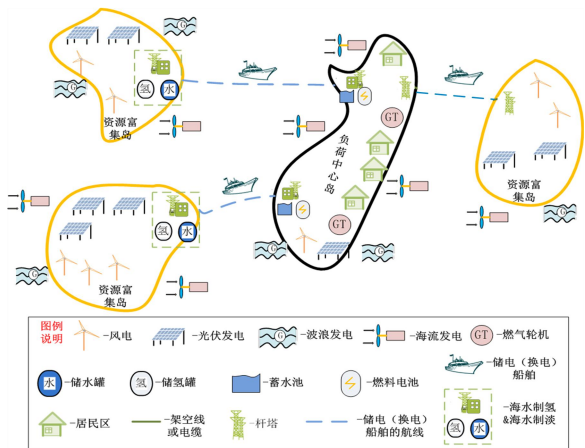 G
G
氢
水
资源富
集岛
负荷中心岛
GT
GT
资源富
集岛
G
氢
水
资源富
集岛
G
G
G
图例
说明
-风电
-光伏发电
G
-波浪发电
-海流发电
GT
-燃气轮机
水
-储水罐
氢
-储氢罐
-蓄水池
-燃料电池
-储电（换电）
船舶
-居民区
-架空线
或电缆
-杆塔
-储电（换电）
船舶的航线
氢
水
-海水制氢
&海水制淡